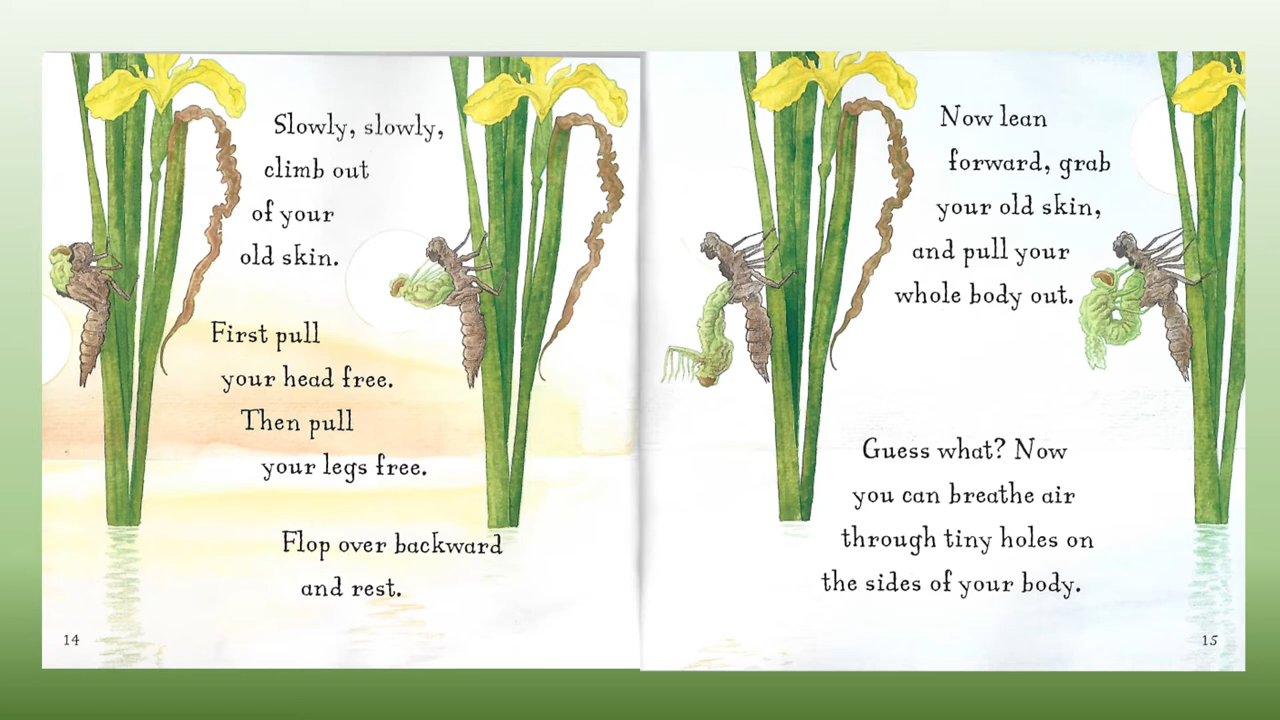 Slowly, slowly,
climb out
of your
old skin.
First pull
your head free.
Then pull
your legs free.
Flop over backward
and rest.
14
Now lean
forward, grab
your old skin,
and pull your
whole body out.
Guess what? Now
you can breathe air
through tiny holes on
the sides of your body.
15